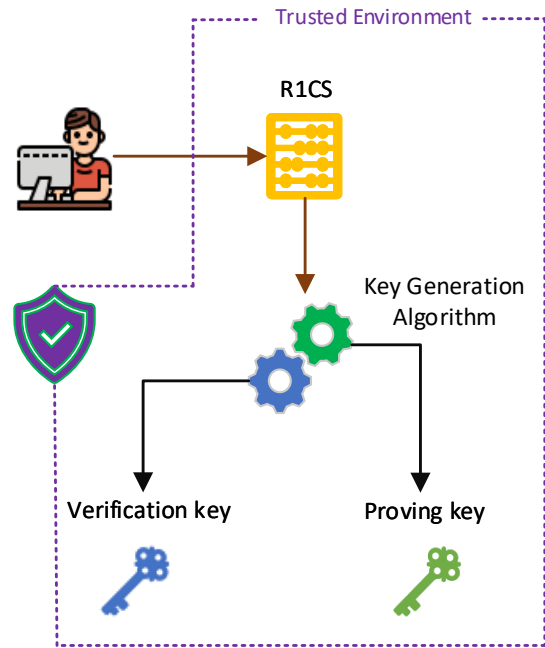 Trusted Environment
R1CS
Key Generation
Algorithm
Verification key
Proving key